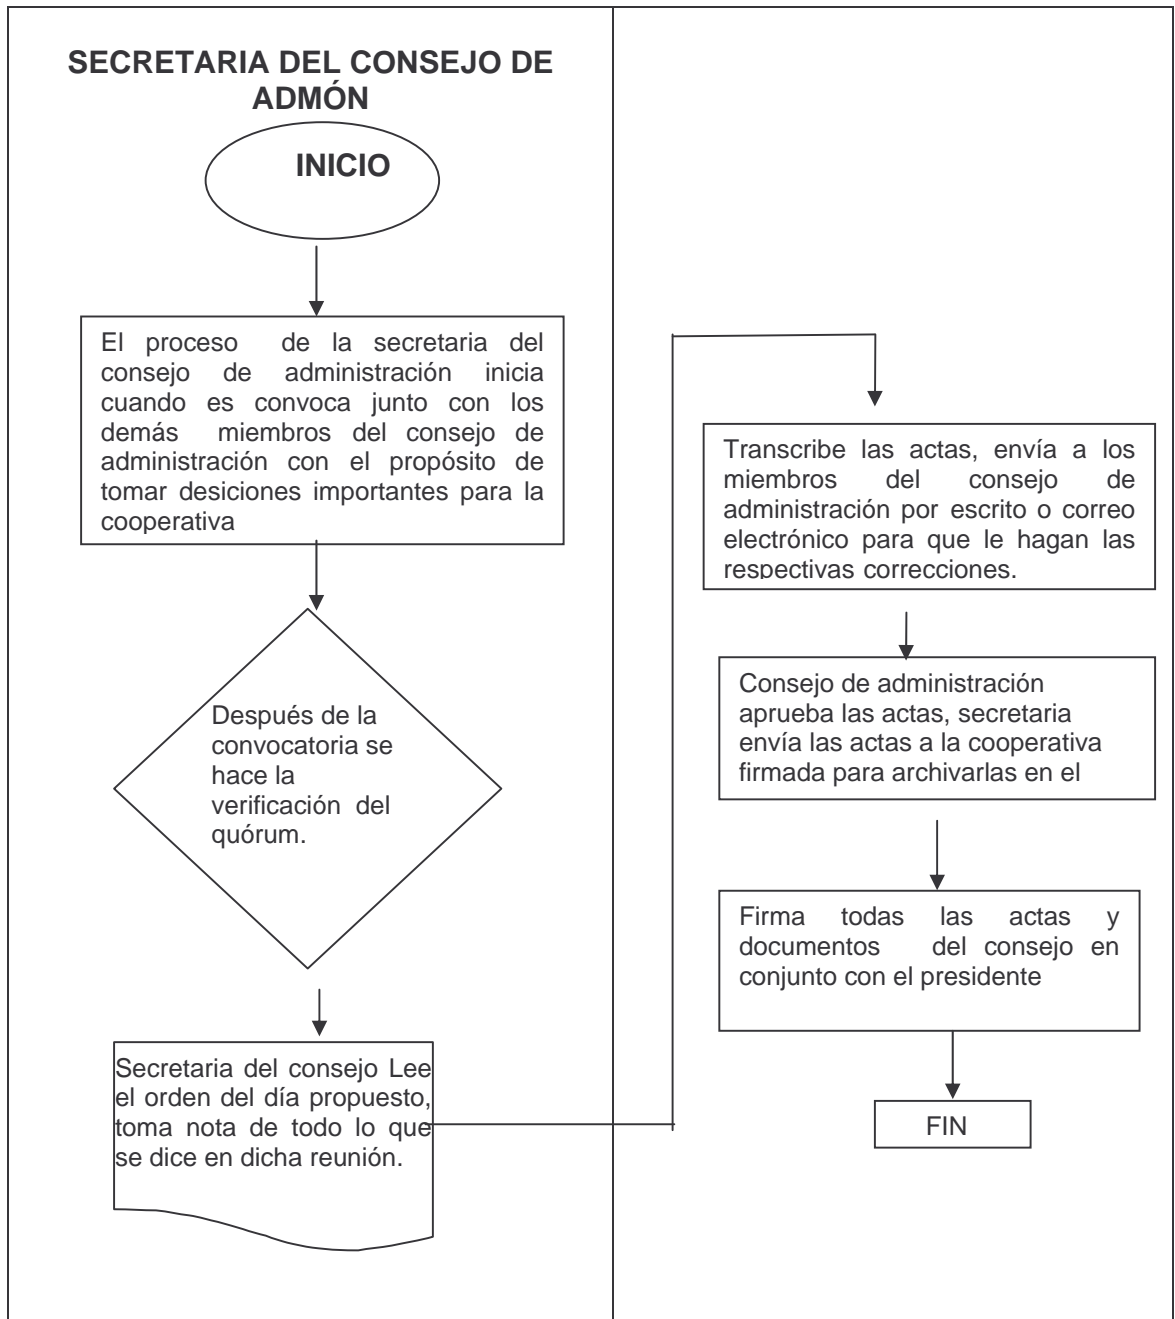 SECRETARIA DEL CONSEJO DE
ADMÓN
INICIO
El proceso de la secretaria del
consejo de administración inicia
cuando es convoca junto con los
demás miembros del consejo de
administración con el propósito de
tomar desiciones importantes para la
cooperativa
Después de la
convocatoria se
hace la
verificación del
quórum.
Secretaria del consejo Lee
el orden del día propuesto,
toma nota de todo lo que
se dice en dicha reunión.
Transcribe las actas, envía a los
miembros del consejo de
administración por escrito o correo
electrónico para que le hagan las
respectivas correcciones.
Consejo de administración
aprueba las actas, secretaria
envía las actas a la cooperativa
firmada para archivarlas en el
Firma todas las actas y
documentos del consejo en
conjunto con el presidente
FIN